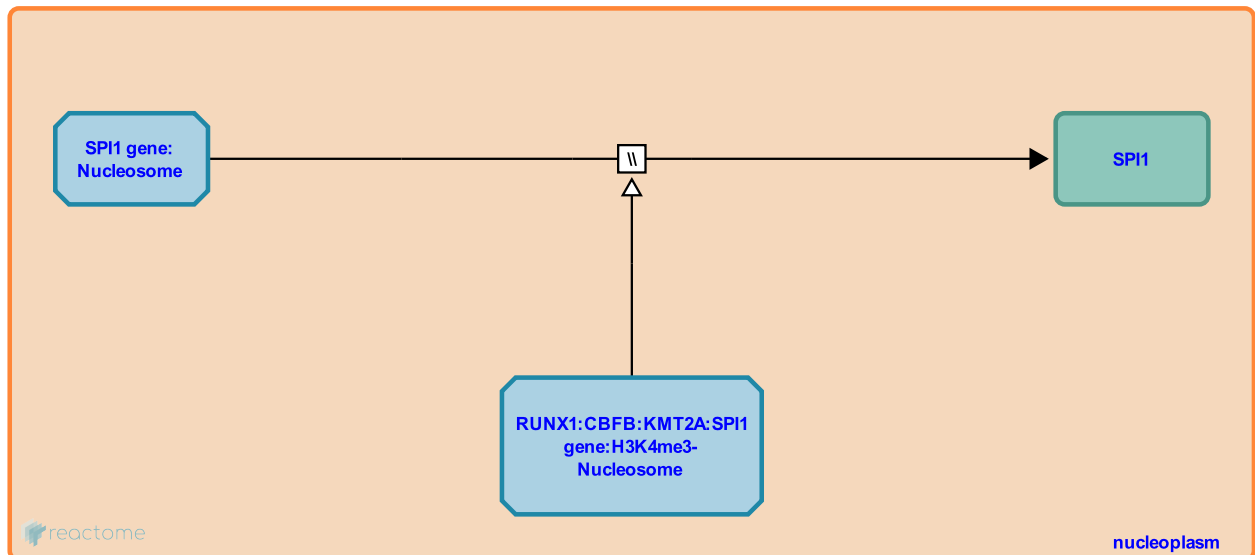 SPI1 gene:
Nucleosome
\\
SPI1
RUNX1:CBFB:KMT2A:SPI1
gene:H3K4me3-
Nucleosome
reactome
nucleoplasm